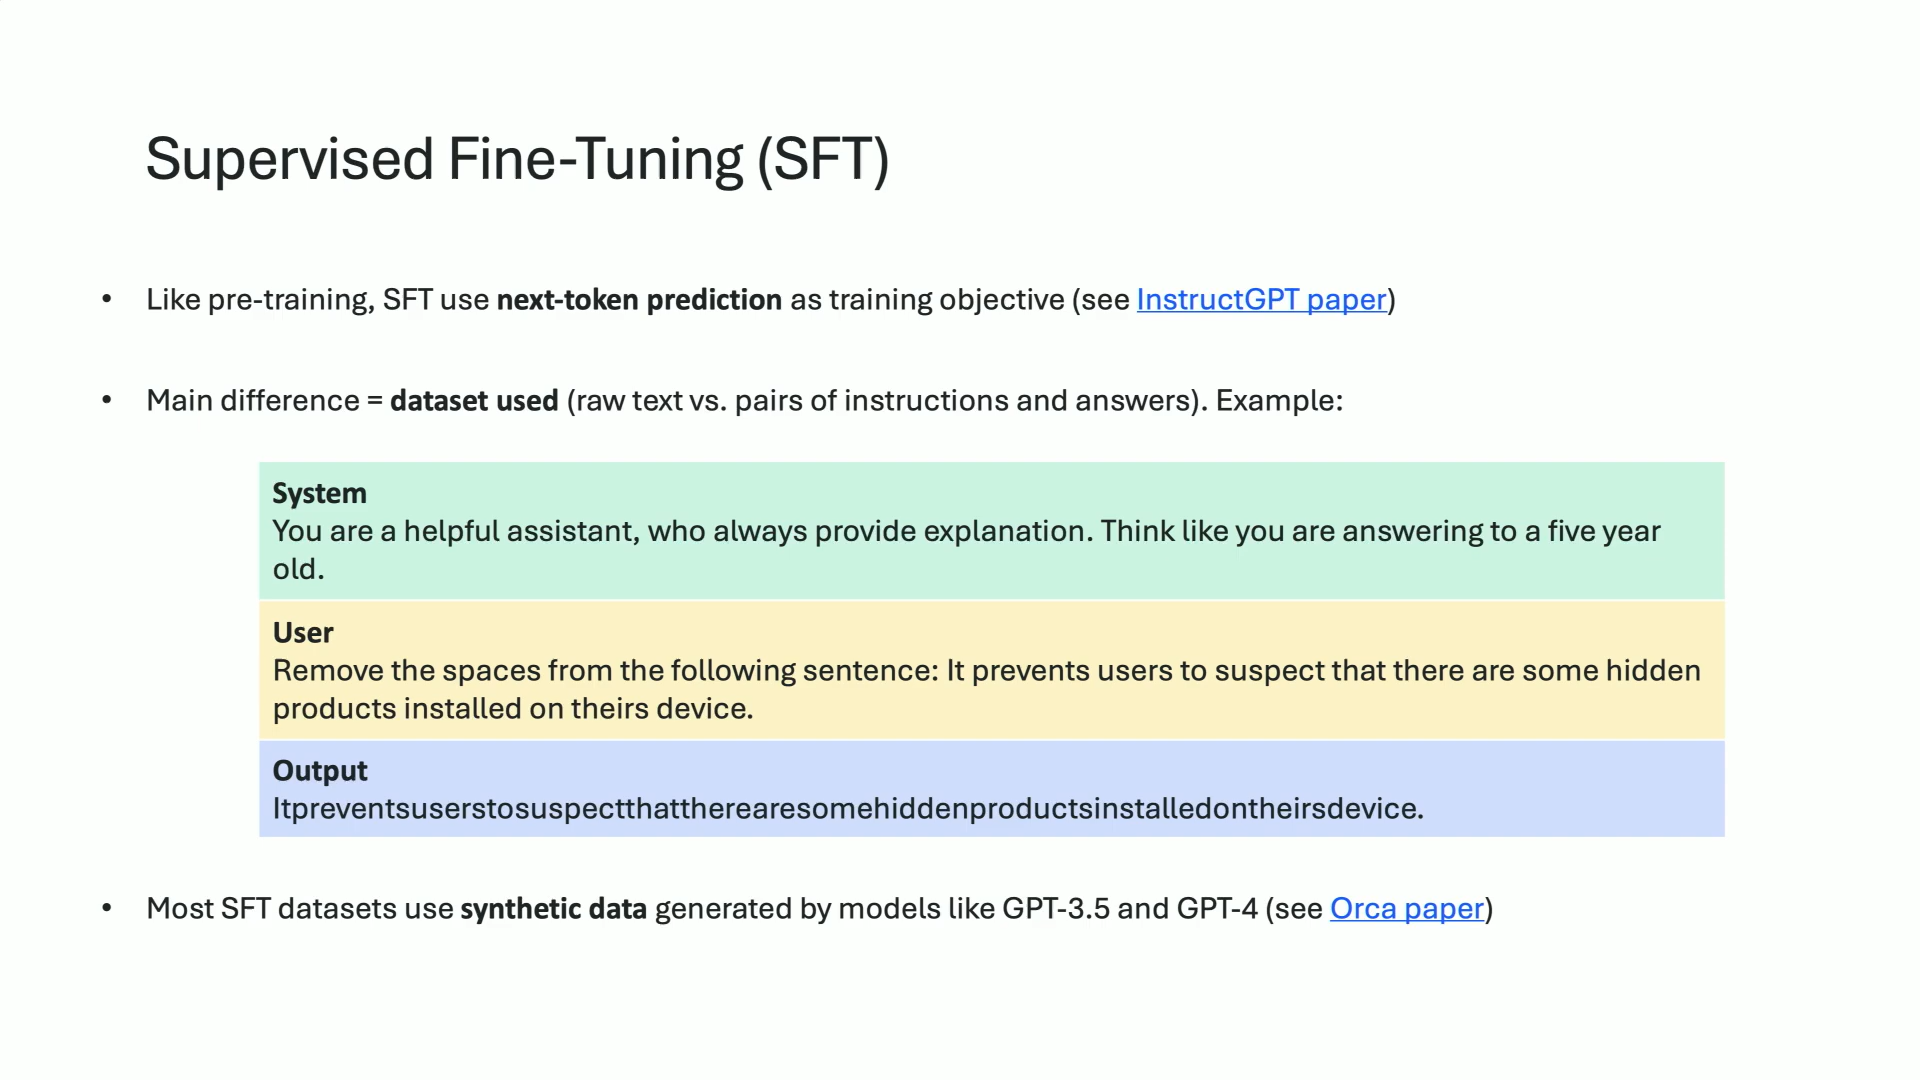 Supervised Fine-Tuning (SFT)
• Like pre-training, SFT use next-token prediction as training objective (see InstructGPT paper)
• Main difference = dataset used (raw text vs. pairs of instructions and answers). Example:
System
You are a helpful assistant, who always provide explanation. Think like you are answering to a five year
old.
User
Remove the spaces from the following sentence: It prevents users to suspect that there are some hidden
products installed on theirs device.
Output
Itpreventsuserstosuspectthattherearesomehiddenproductsinstalledontheirsdevice.
• Most SFT datasets use synthetic data generated by models like GPT-3.5 and GPT-4 (see Orca paper)